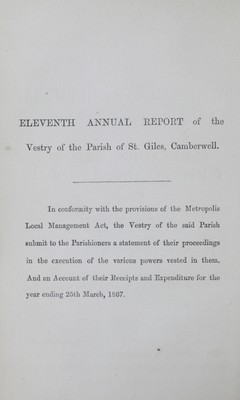 ELEVENTH ANNUAL REPORT of the
Vestry of the Parish of St. Giles, Camberwell.
In conformity with the provisions of the Metropolis
Local Management Act, the Vestry of the said Parish
submit to the Parishioners a statement of their proceedings
in the execution of the various powers vested in them.
And an Account of their Receipts and Expenditure for the
year ending 25th March, 1867.